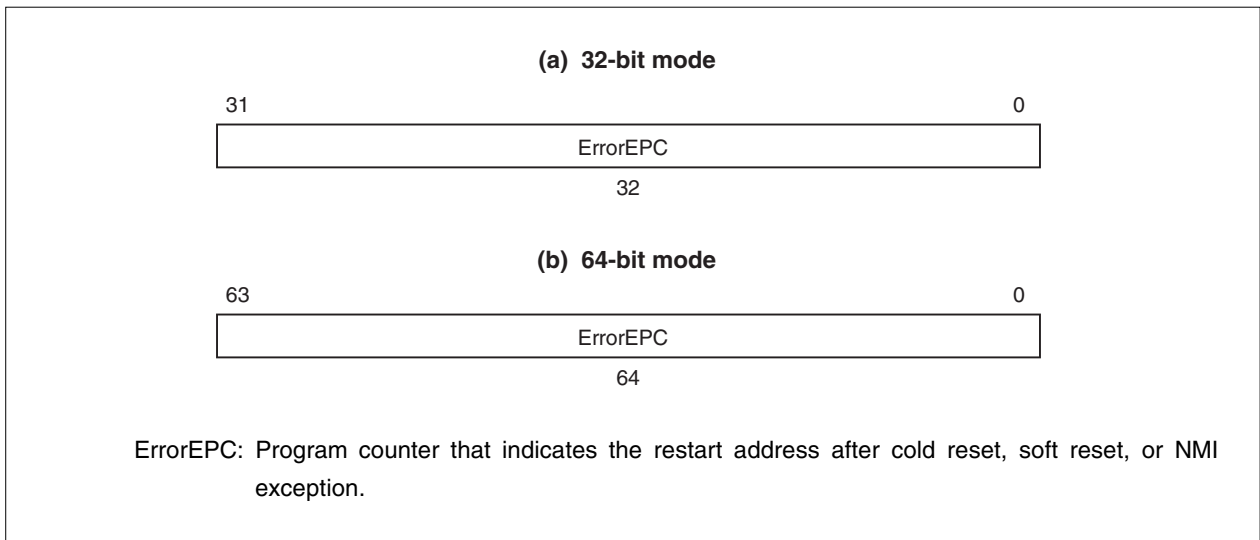 (a) 32-bit mode
31 0
ErrorEPC
32
(b) 64-bit mode
63 0
ErrorEPC
64
ErrorEPC: Program counter that indicates the restart address after cold reset, soft reset, or NMI
exception.